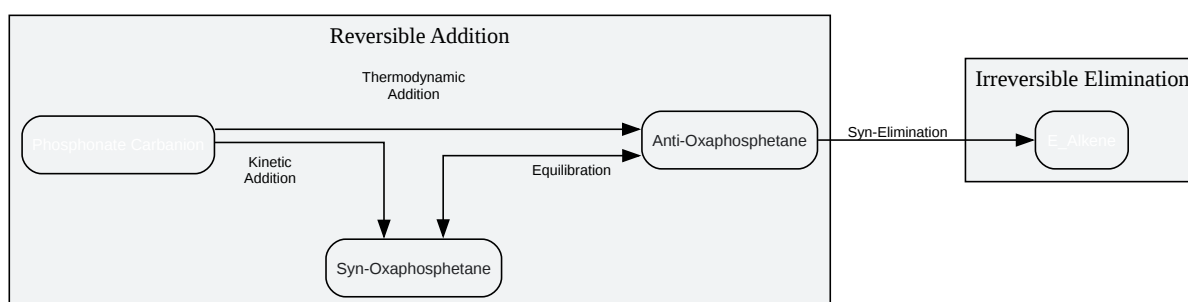 Reversible Addition
Thermodynamic
Addition
Phosphonate Carbanion
Kinetic
Addition
Equilibration
Anti-Oxaphosphetane
Syn-Oxaphosphetane
Syn-Elimination
Irreversible Elimination
E_Alkene